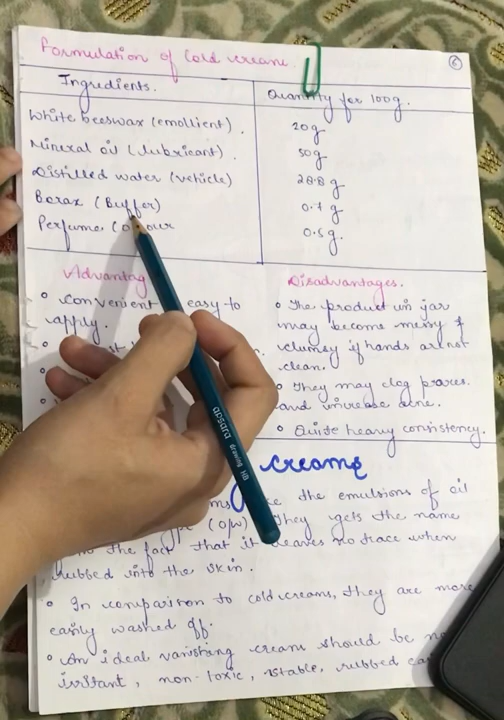 Formulation of cold cream.
6
Ingredients.
Quantity for 100g.
White beeswax (emollient).
20g
Mineral oil (lubricant).
50g
Distilled water (vehicle)
28.8 g
Borax (Buffer)
Perfume
0.5g.
Disadvantages.
convenient easy to
apply.
The product in jar
may become messy &
clumsy if hands are not
clean.
They may clog
and increase acne.
Quite heavy consistency.
creams
the emulsions of oil
(o/w). They gets the name
the fact that it leaves no trace when
rubbed into the skin.
In comparison to cold creams, they are more
easily washed off.
An ideal vanishing cream should be
irritant, non-toxic, stable, rubbed
DJASAN drawing HB